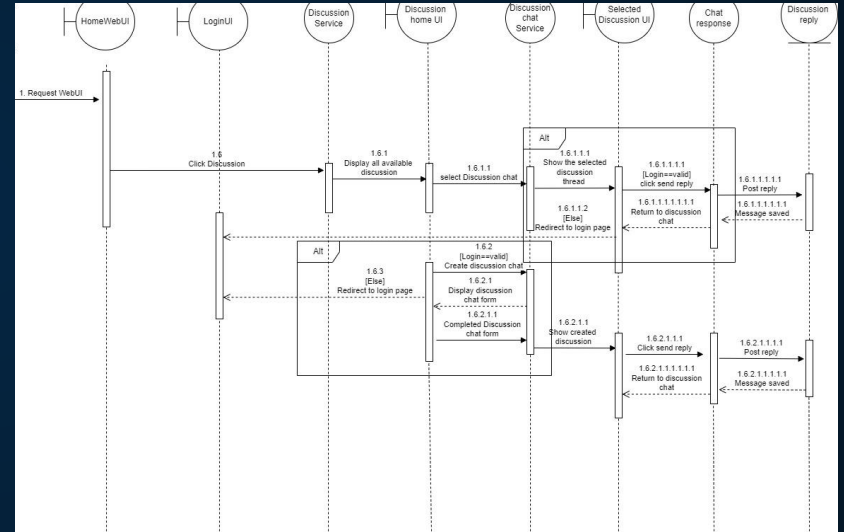 HomeWebUI
LoginUI
Discussion
Service
Discussion
home UI
Discussion
chat
Service
Selected
Discussion UI
Chat
response
Discussion
reply
1. Request WebUI
1.6
Click Discussion
1.6.1
Display all available
discussion
1.6.1.1
select Discussion chat
Alt
1.6.1.1.1
Show the selected
discussion
thread
1.6.1.1.1.1
[Login==valid]
click send reply
1.6.1.1.1.1.1
Post reply
1.6.1.1.1.1.1.1
Return to discussion
chat
1.6.1.1.1.1.1
Message saved
1.6.1.1.2
[Else]
Redirect to login page
Alt
1.6.2
[Login==valid]
Create discussion chat
1.6.3
[Else]
Redirect to login page
1.6.2.1
Display discussion
chat form
1.6.2.1.1
Completed Discussion
chat form
1.6.2.1.1
Show created
discussion
1.6.2.1.1.1
Click send reply
1.6.2.1.1.1.1
Post reply
1.6.2.1.1.1.1.1
Return to discussion
chat
1.6.2.1.1.1.1.1
Message saved